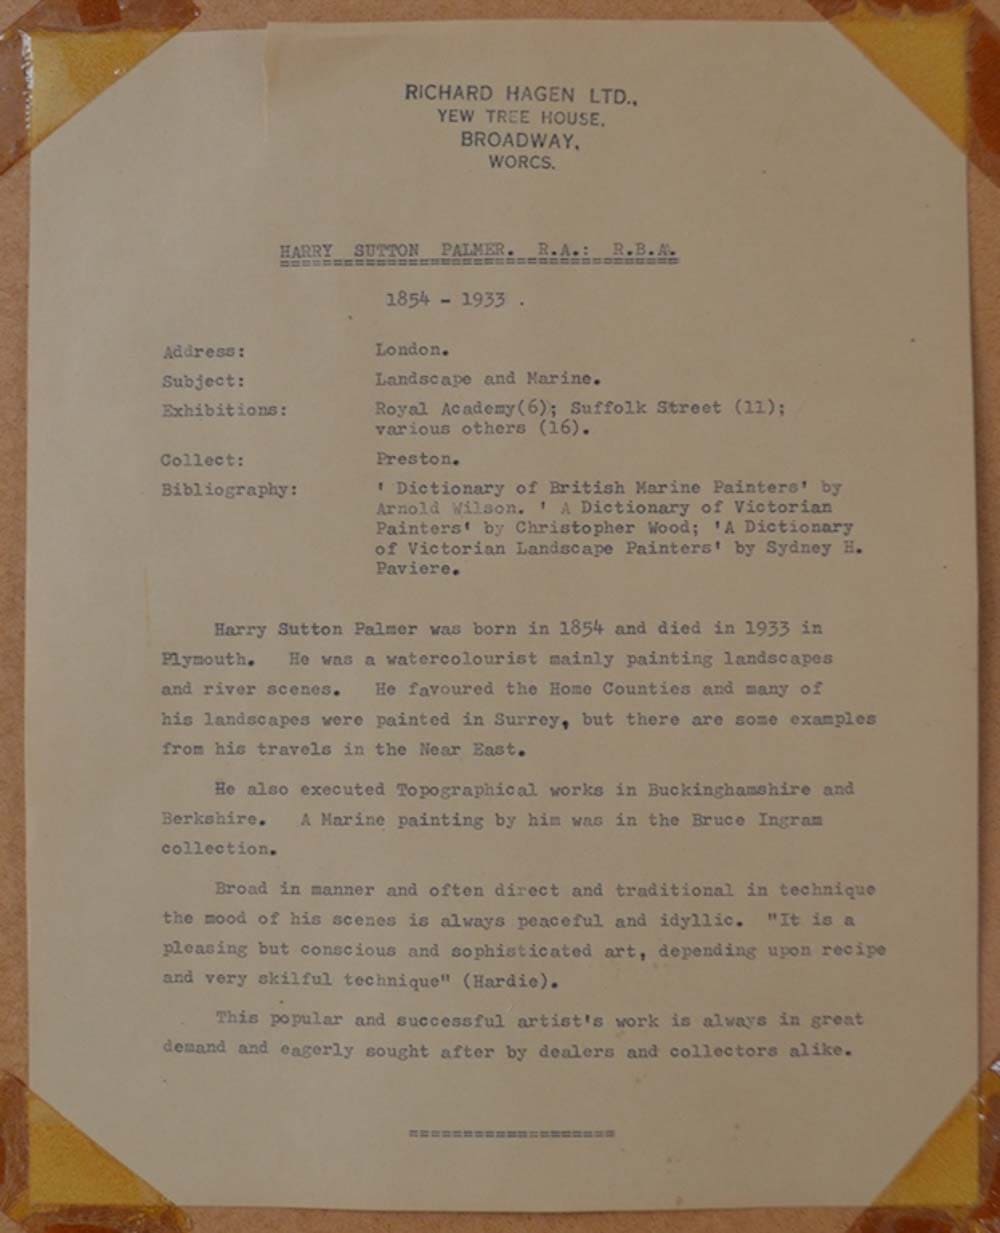 RICHARD HAGEN LTD.,
YEW TREE HOUSE,
BROADWAY,
WORCS.
HARRY SUTTON PALMER. R.A.: R.B.A.
1854 - 1933 .
Address: London.
Subject: Landscape and Marine.
Exhibitions: Royal Academy(6); Suffolk Street (11);
various others (16).
Collect: Preston.
Bibliography: ' Dictionary of British Marine Painters' by
Arnold Wilson. ' A Dictionary of Victorian
Painters' by Christopher Wood; 'A Dictionary
of Victorian Landscape Painters' by Sydney H.
Paviere.
Harry Sutton Palmer was born in 1854 and died in 1933 in
Plymouth. He was a watercolourist mainly painting landscapes
and river scenes. He favoured the Home Counties and many of
his landscapes were painted in Surrey, but there are some examples
from his travels in the Near East.
He also executed Topographical works in Buckinghamshire and
Berkshire. A Marine painting by him was in the Bruce Ingram
collection.
Broad in manner and often direct and traditional in technique
the mood of his scenes is always peaceful and idyllic. "It is a
pleasing but conscious and sophisticated art, depending upon recipe
and very skilful technique" (Hardie).
This popular and successful artist's work is always in great
demand and eagerly sought after by dealers and collectors alike.